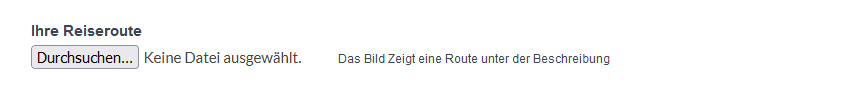 Ihre Reiseroute
Durchsuchen... Keine Datei ausgewählt. Das Bild Zeigt eine Route unter der Beschreibung